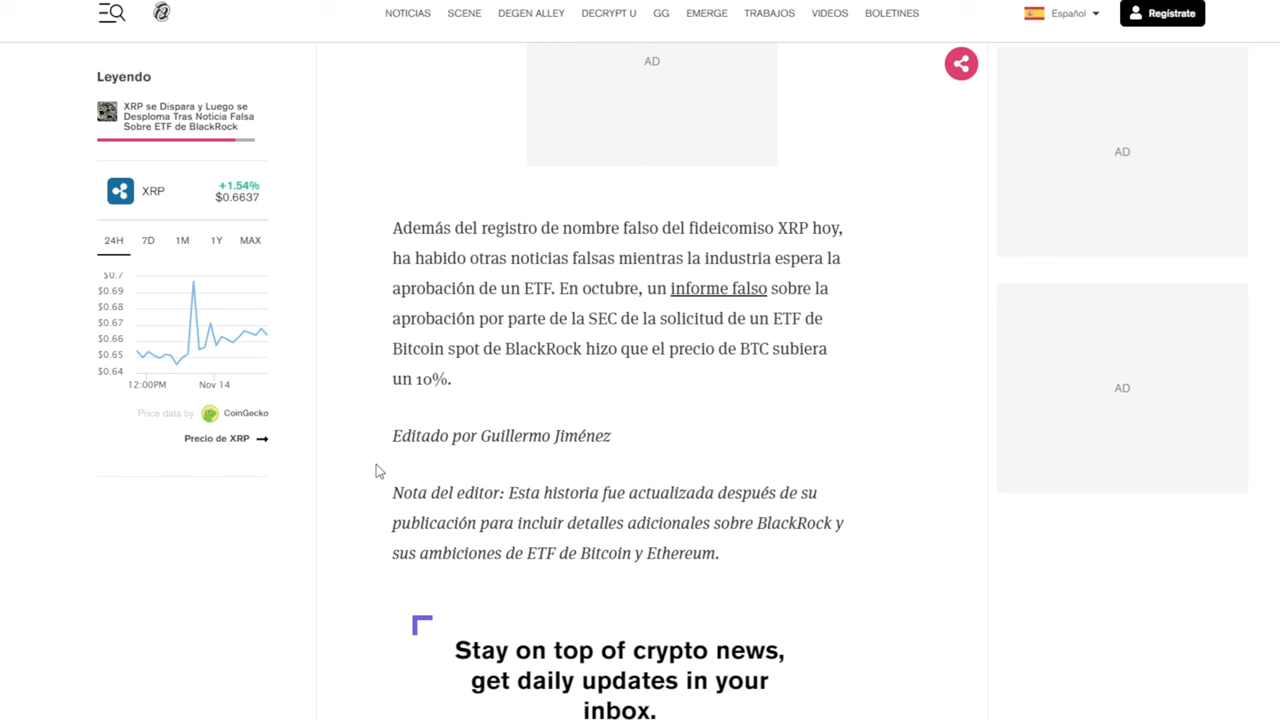 NOTICIAS SCENE DEGEN ALLEY DECRYPT U GG EMERGE TRABAJOS VIDEOS BOLETINES Español Regístrate
Leyendo
XRP se Dispara y Luego se
Desploma Tras Noticia Falsa
Sobre ETF de BlackRock
XRP +1.54%
$0.6637
24H 7D 1M 1Y MAX
$0.7
$0.69
$0.68
$0.67
$0.66
$0.65
$0.64
12:00PM Nov 14
Price data by CoinGecko
Precio de XRP
AD
Además del registro de nombre falso del fideicomiso XRP hoy,
ha habido otras noticias falsas mientras la industria espera la
aprobación de un ETF. En octubre, un informe falso sobre la
aprobación por parte de la SEC de la solicitud de un ETF de
Bitcoin spot de BlackRock hizo que el precio de BTC subiera
un 10%.
Editado por Guillermo Jiménez
Nota del editor: Esta historia fue actualizada después de su
publicación para incluir detalles adicionales sobre BlackRock y
sus ambiciones de ETF de Bitcoin y Ethereum.
Stay on top of crypto news,
get daily updates in your
inbox.
AD
AD